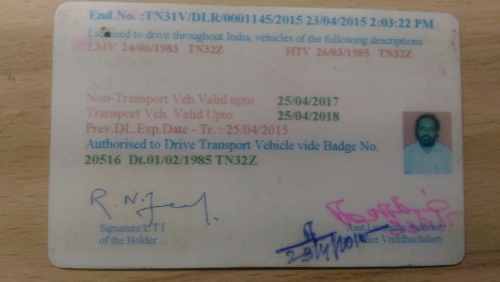 End.No. :TN31V/DLR/0001145/2015 23/04/2015 2:03:22 PM
Licensed to drive throughout India, vehicles of the following descriptions
LMV 24/06/1983 TN32Z HTV 26/03/1985 TN32Z
Non-Transport Veh.Valid upto 25/04/2017
Transport Veh. Valid Upto 25/04/2018
Prev.DL.Exp.Date - Tr. : 25/04/2015
Authorised to Drive Transport Vehicle vide Badge No.
20516 Dt.01/02/1985 TN32Z
Signature/L T I
of the Holder
Asst Licensing Authority
Vriddhachalam